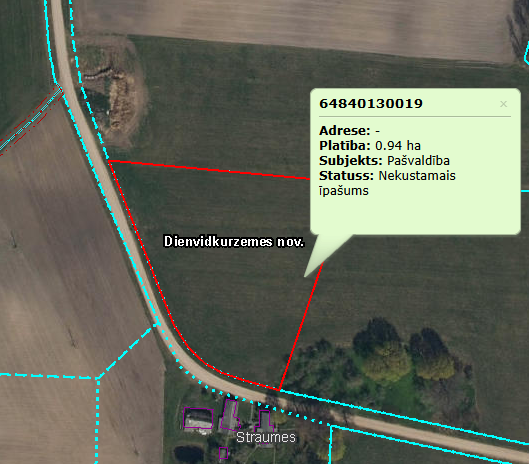 64840130019 ×
Adrese: -
Platība: 0.94 ha
Subjekts: Pašvaldība
Statuss: Nekustamais
īpašums
Dienvidkurzemes nov.
Straumes